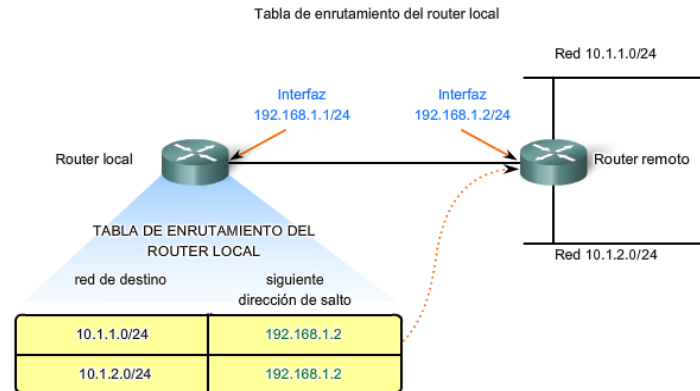 Tabla de enrutamiento del router local
Red 10.1.1.0/24
Interfaz
192.168.1.1/24
Interfaz
192.168.1.2/24
Router local
Router remoto
TABLA DE ENRUTAMIENTO DEL
ROUTER LOCAL
Red 10.1.2.0/24
red de destino
siguiente
dirección de salto
10.1.1.0/24
192.168.1.2
10.1.2.0/24
192.168.1.2